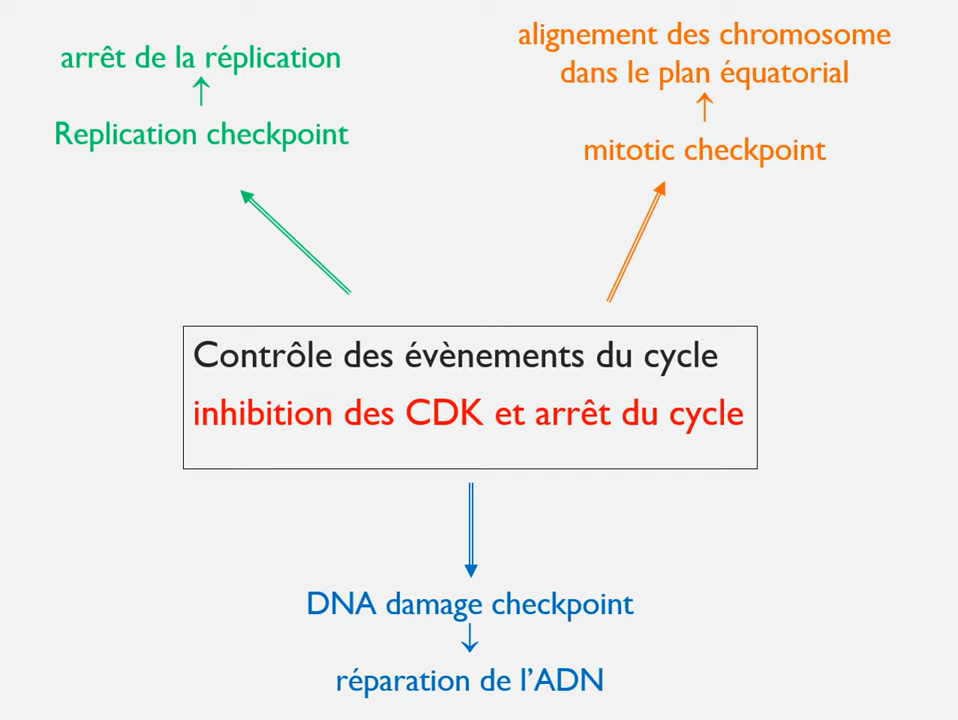 arrêt de la réplication
↑
Replication checkpoint
alignement des chromosome
dans le plan équatorial
↑
mitotic checkpoint
Contrôle des évènements du cycle
inhibition des CDK et arrêt du cycle
DNA damage checkpoint
↓
réparation de l’ADN